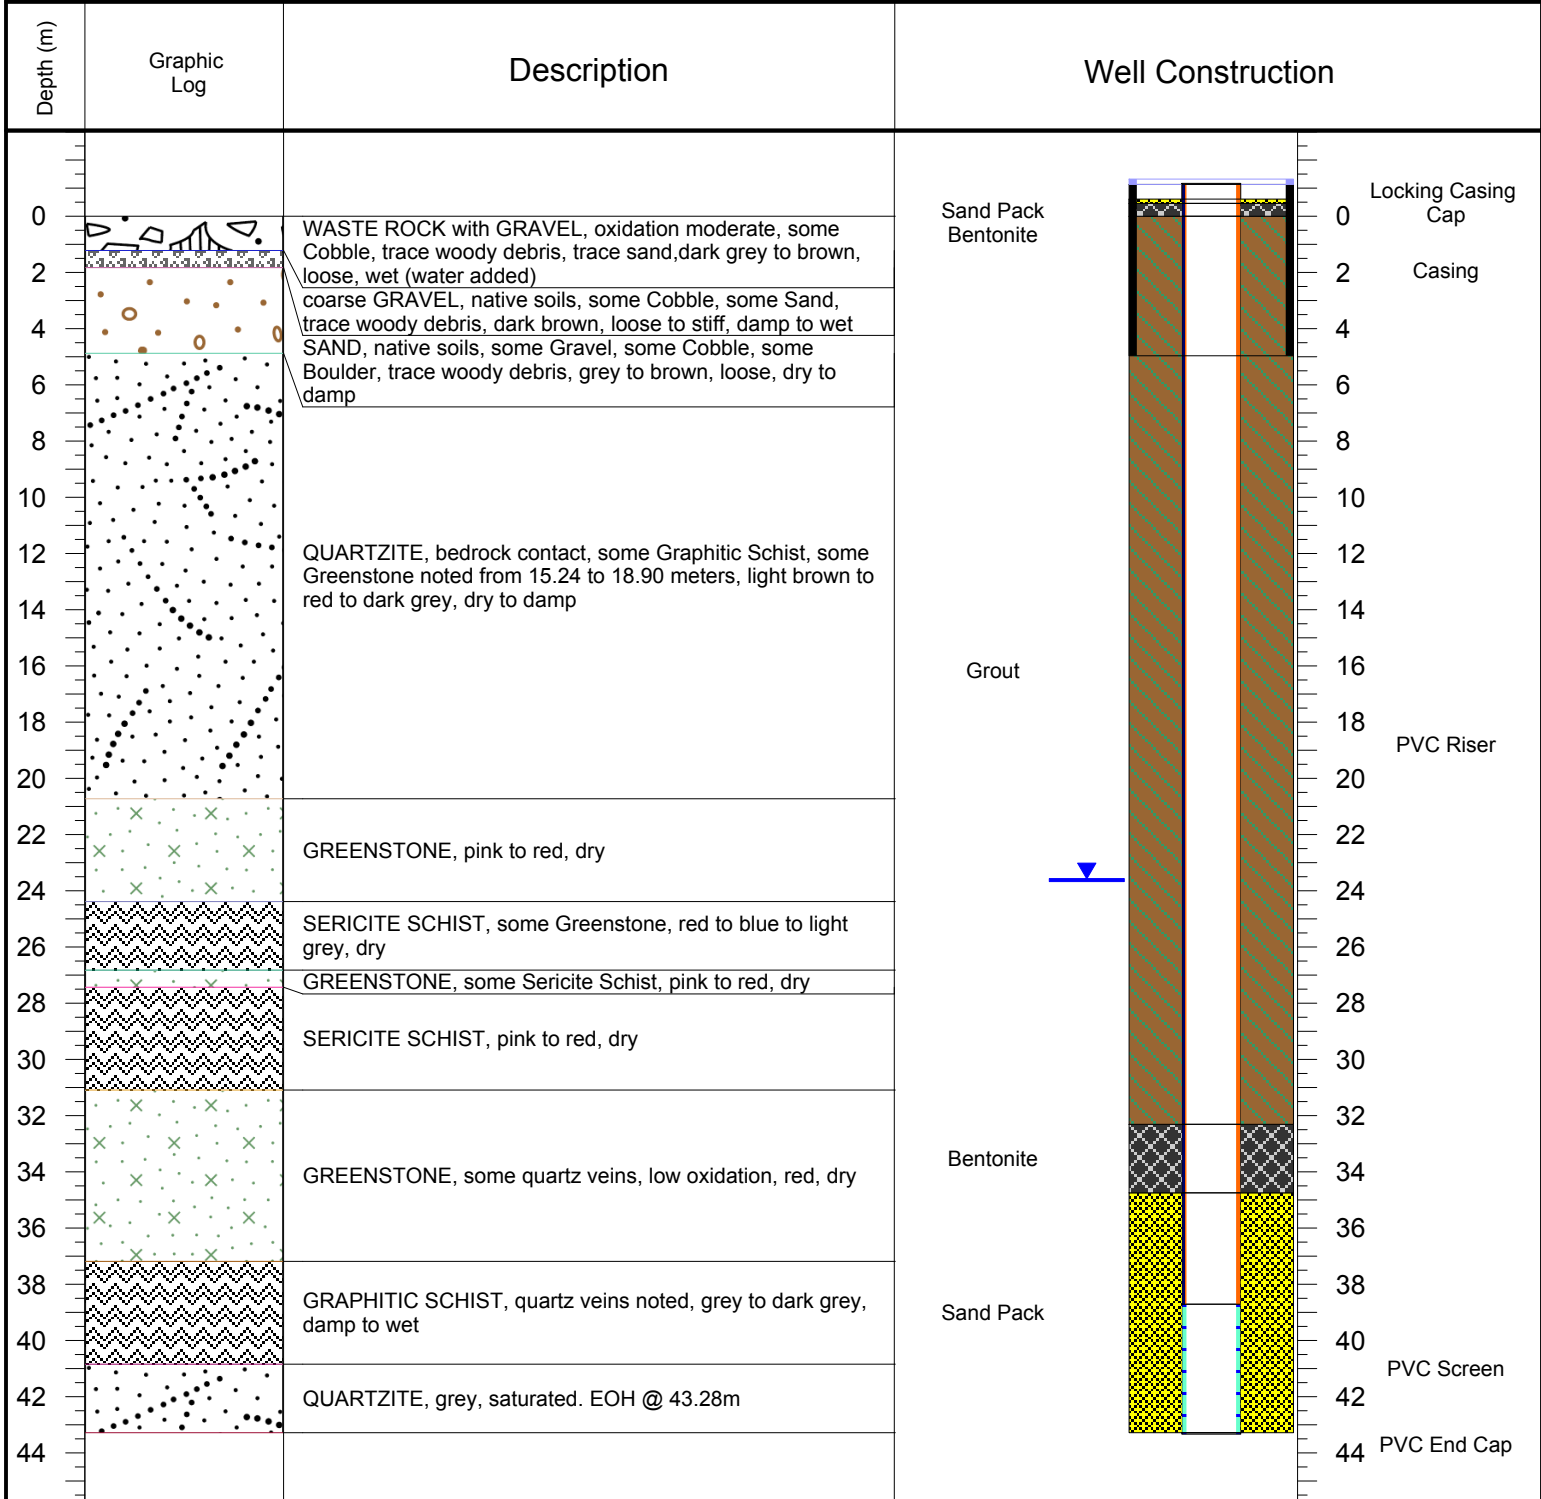 Depth (m)
Graphic
Log
Description
Well Construction
0
2
4
6
8
10
12
14
16
18
20
22
24
26
28
30
32
34
36
38
40
42
44
WASTE ROCK with GRAVEL, oxidation moderate, some
Cobble, trace woody debris, trace sand,dark grey to brown,
loose, wet (water added)
coarse GRAVEL, native soils, some Cobble, some Sand,
trace woody debris, dark brown, loose to stiff, damp to wet
SAND, native soils, some Gravel, some Cobble, some
Boulder, trace woody debris, grey to brown, loose, dry to
damp
QUARTZITE, bedrock contact, some Graphitic Schist, some
Greenstone noted from 15.24 to 18.90 meters, light brown to
red to dark grey, dry to damp
GREENSTONE, pink to red, dry
SERICITE SCHIST, some Greenstone, red to blue to light
grey, dry
GREENSTONE, some Sericite Schist, pink to red, dry
SERICITE SCHIST, pink to red, dry
GREENSTONE, some quartz veins, low oxidation, red, dry
GRAPHITIC SCHIST, quartz veins noted, grey to dark grey,
damp to wet
QUARTZITE, grey, saturated. EOH @ 43.28m
Sand Pack
Bentonite
Grout
Bentonite
Sand Pack
0
2
4
6
8
10
12
14
16
18
20
22
24
26
28
30
32
34
36
38
40
42
44
Locking Casing
Cap
Casing
PVC Riser
PVC Screen
PVC End Cap